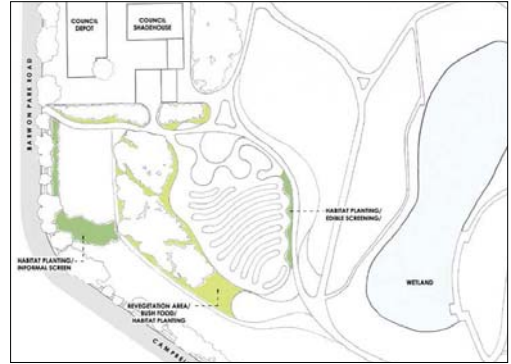 COUNCIL
DEPOT
COUNCIL
SHADEHOUSE
BARWON PARK ROAD
HABITAT PLANTING/
EDIBLE SCREENING/
HABITAT PLANTING/
INFORMAL SCREEN
WETLAND
REVEGETATION AREA/
BUSH FOOD/
HABITAT PLANTING
CAMPBEL